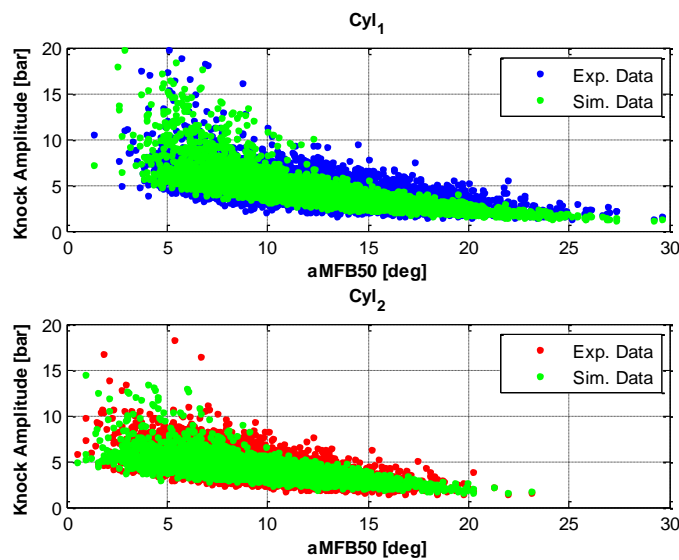 Cyl1
Knock Amplitude [bar]
20
15
10
5
0
Exp. Data
Sim. Data
0 5 10 15 20 25 30
aMFB50 [deg]
Cyl2
Knock Amplitude [bar]
20
15
10
5
0
Exp. Data
Sim. Data
0 5 10 15 20 25 30
aMFB50 [deg]